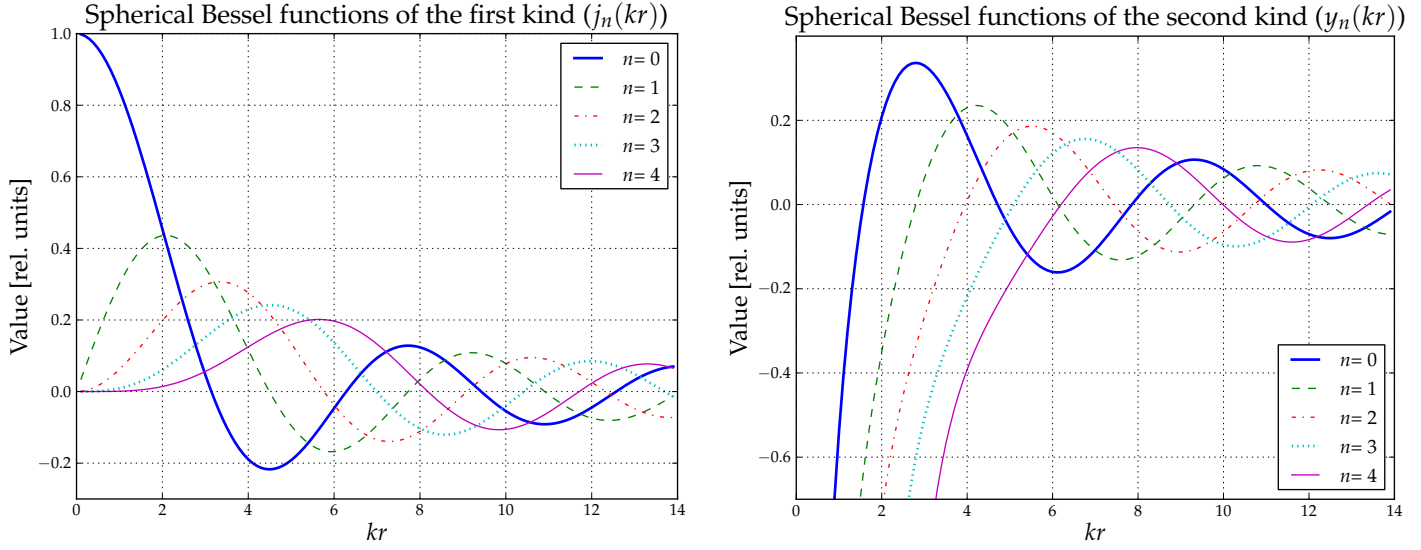 Spherical Bessel functions of the first kind (jₙ(kr))
1.0
0.8
0.6
0.4
0.2
0.0
−0.2
Value [rel. units]
n= 0
n= 1
n= 2
n= 3
n= 4
0 2 4 6 8 10 12 14
kr
Spherical Bessel functions of the second kind (yₙ(kr))
0.2
0.0
−0.2
−0.4
−0.6
Value [rel. units]
n= 0
n= 1
n= 2
n= 3
n= 4
0 2 4 6 8 10 12 14
kr